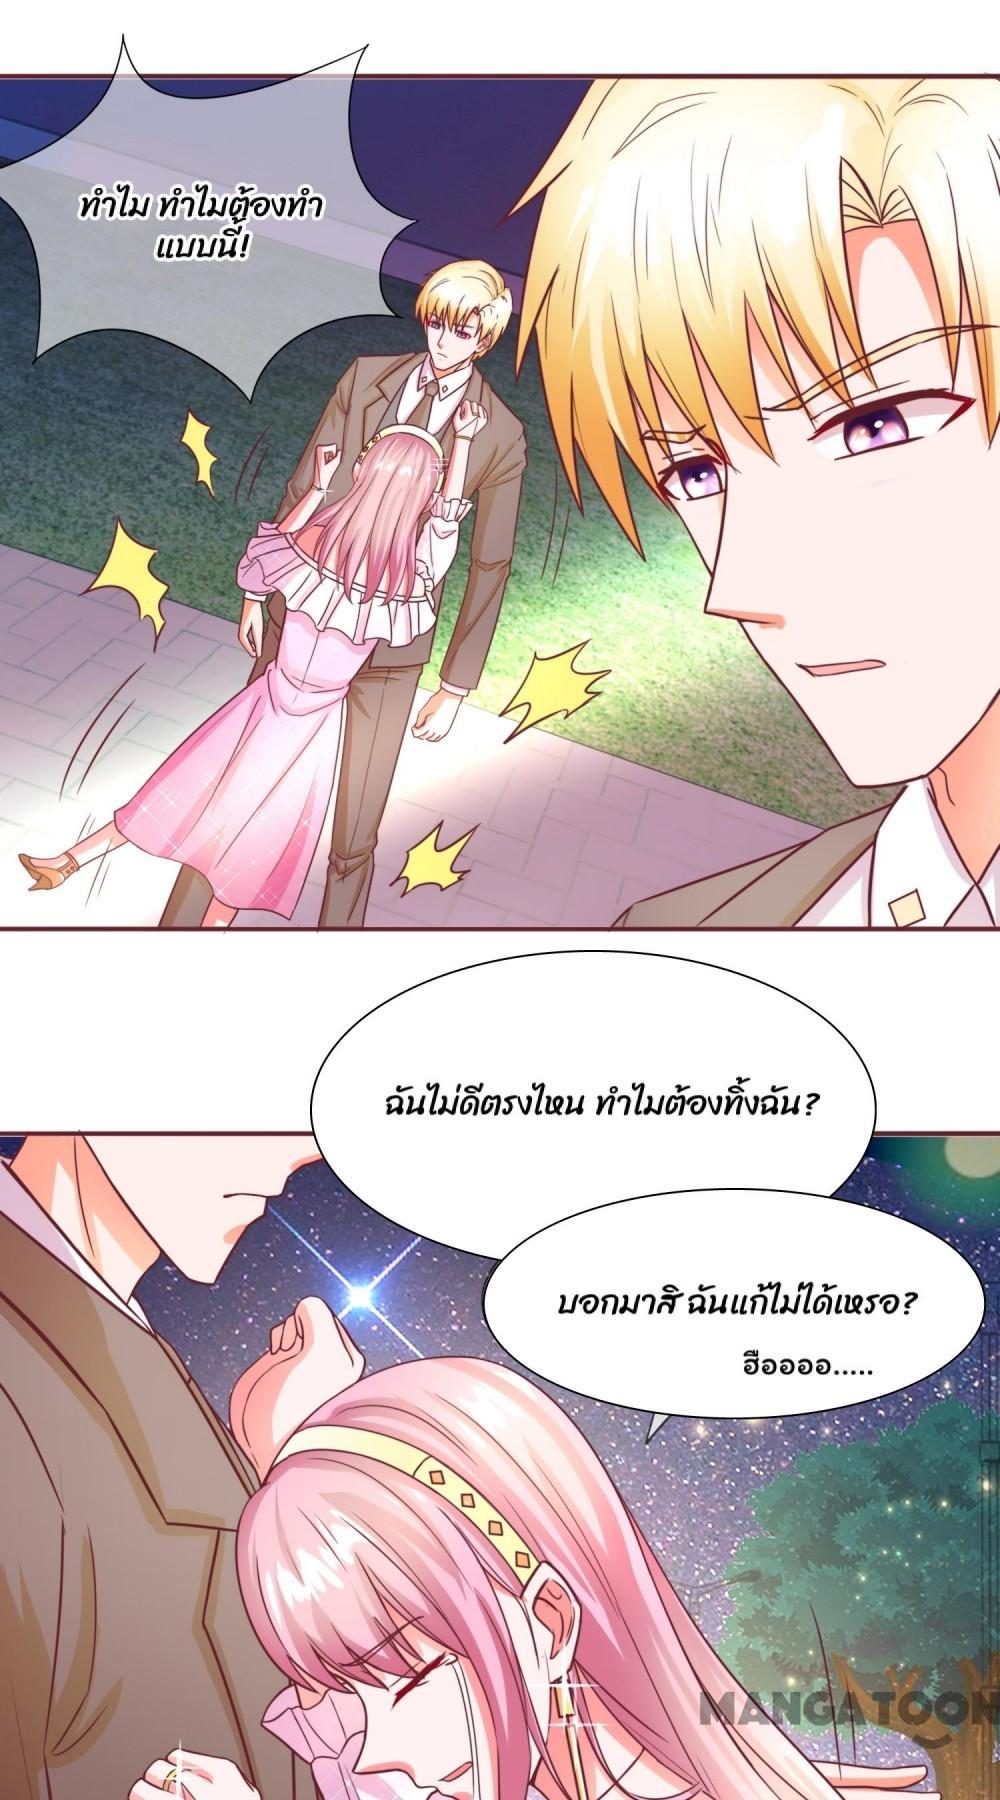 ทำไม ทำไมต้องทำ
แบบนี้!
ฉันไม่ดีตรงไหน ทำไมต้องทิ้งฉัน?
บอกมาสิ ฉันแก้ไม่ได้เหรอ?
ฮืออออ.....
MANGATOON